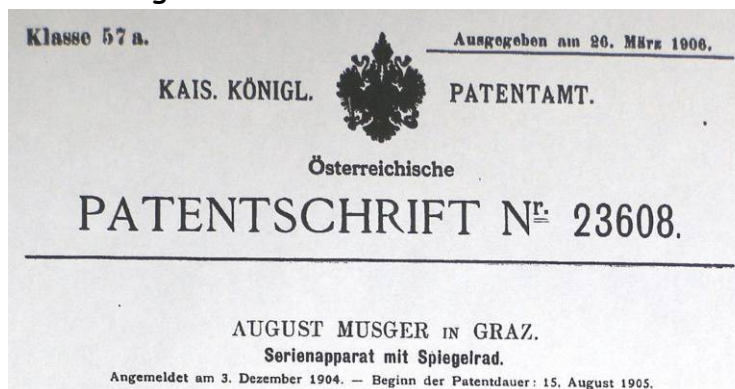 Klasse 57 a.
Ausgegeben am 26. März 1906.
KAIS. KÖNIGL. PATENTAMT.
Österreichische
PATENTSCHRIFT Nr. 23608.
AUGUST MUSGER IN GRAZ.
Serienapparat mit Spiegelrad.
Angemeldet am 3. Dezember 1904. — Beginn der Patentdauer: 15. August 1905.